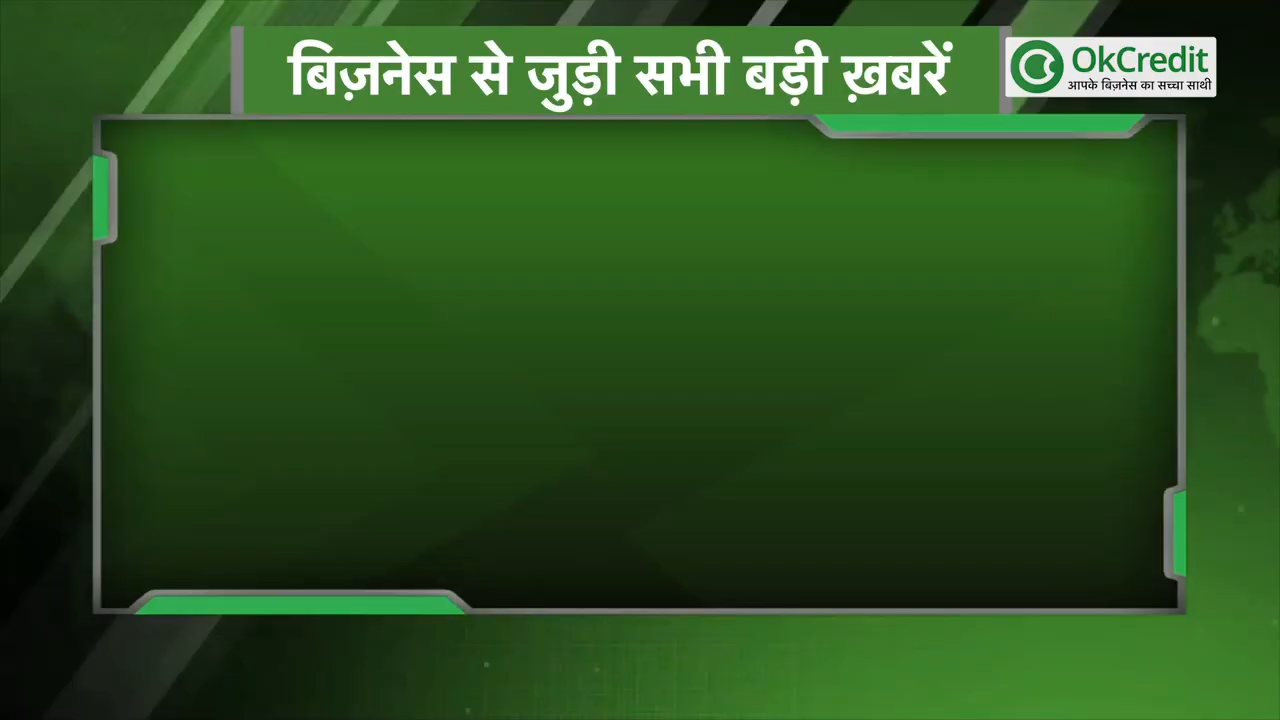 बिज़नेस से जुड़ी सभी बड़ी ख़बरें
OkCredit
आपके बिज़नेस का सच्चा साथी